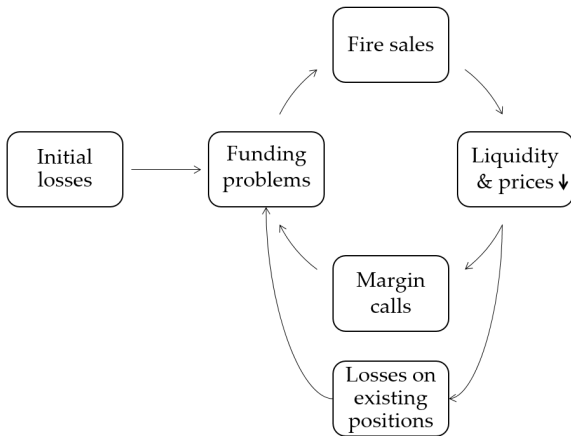 Fire sales
Initial
losses
Funding
problems
Liquidity
& prices ↓
Margin
calls
Losses on
existing
positions